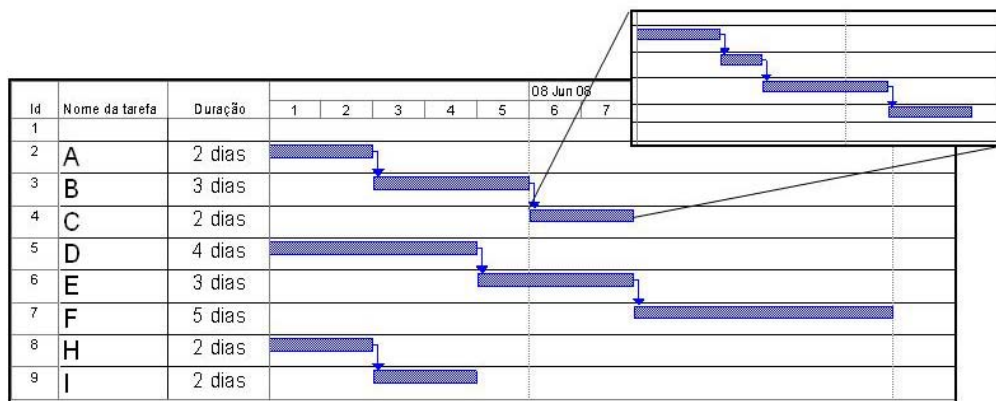 08 Jun 08
Id Nome da tarefa Duração 1 2 3 4 5 6 7
1
2 A 2 dias
3 B 3 dias
4 C 2 dias
5 D 4 dias
6 E 3 dias
7 F 5 dias
8 H 2 dias
9 I 2 dias